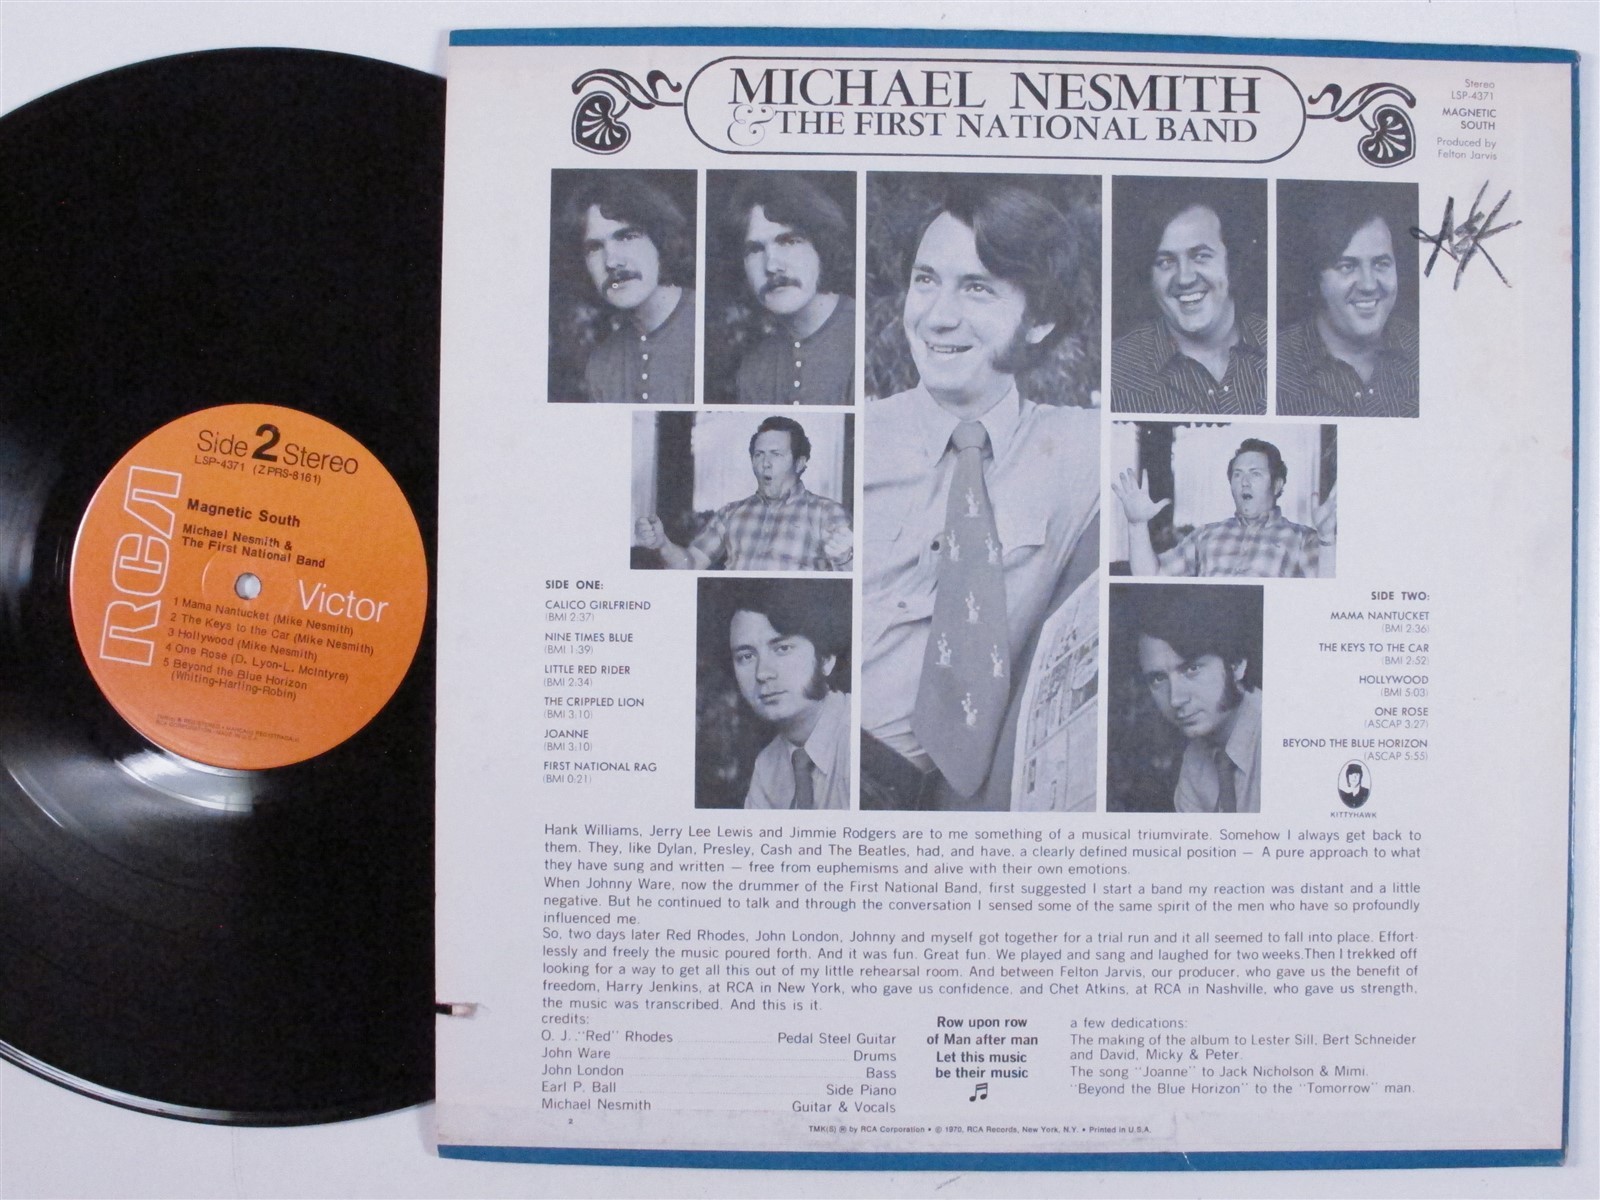 Side 2 Stereo
LSP-4371 (ZPRS-8161)
Magnetic South
Michael Nesmith &
The First National Band
RCA
Victor
1 Mama Nantucket (Mike Nesmith)
2 The Keys to the Car (Mike Nesmith)
3 Hollywood (Mike Nesmith)
4 One Rose (D. Lyon-L. McIntyre)
5 Beyond the Blue Horizon
(Whiting-Harling-Robin)
MICHAEL NESMITH
& THE FIRST NATIONAL BAND
Stereo
LSP-4371
MAGNETIC
SOUTH
Produced by
Felton Jarvis
SIDE ONE:
CALICO GIRLFRIEND
(BMI 2:37)
NINE TIMES BLUE
(BMI 1:39)
LITTLE RED RIDER
(BMI 2:34)
THE CRIPPLED LION
(BMI 3:10)
JOANNE
(BMI 3:10)
FIRST NATIONAL RAG
(BMI 0:21)
SIDE TWO:
MAMA NANTUCKET
(BMI 2:36)
THE KEYS TO THE CAR
(BMI 2:52)
HOLLYWOOD
(BMI 5:03)
ONE ROSE
(ASCAP 3:27)
BEYOND THE BLUE HORIZON
(ASCAP 5:55)
KITTYHAWK
Hank Williams, Jerry Lee Lewis and Jimmie Rodgers are to me something of a musical triumvirate. Somehow I always get back to
them. They, like Dylan, Presley, Cash and The Beatles, had, and have, a clearly defined musical position — A pure approach to what
they have sung and written — free from euphemisms and alive with their own emotions.
When Johnny Ware, now the drummer of the First National Band, first suggested I start a band my reaction was distant and a little
negative. But he continued to talk and through the conversation I sensed some of the same spirit of the men who have so profoundly
influenced me.
So, two days later Red Rhodes, John London, Johnny and myself got together for a trial run and it all seemed to fall into place. Effort-
lessly and freely the music poured forth. And it was fun. Great fun. We played and sang and laughed for two weeks.Then I trekked off
looking for a way to get all this out of my little rehearsal room. And between Felton Jarvis, our producer, who gave us the benefit of
freedom, Harry Jenkins, at RCA in New York, who gave us confidence, and Chet Atkins, at RCA in Nashville, who gave us strength,
the music was transcribed. And this is it.
credits:
O. J. "Red" Rhodes Pedal Steel Guitar
John Ware Drums
John London Bass
Earl P. Ball Side Piano
Michael Nesmith Guitar & Vocals
Row upon row
of Man after man
Let this music
be their music
a few dedications:
The making of the album to Lester Sill, Bert Schneider
and David, Micky & Peter.
The song "Joanne" to Jack Nicholson & Mimi.
"Beyond the Blue Horizon" to the "Tomorrow" man.
2
TMK(S) ® by RCA Corporation • © 1970, RCA Records, New York, N.Y. • Printed in U.S.A.